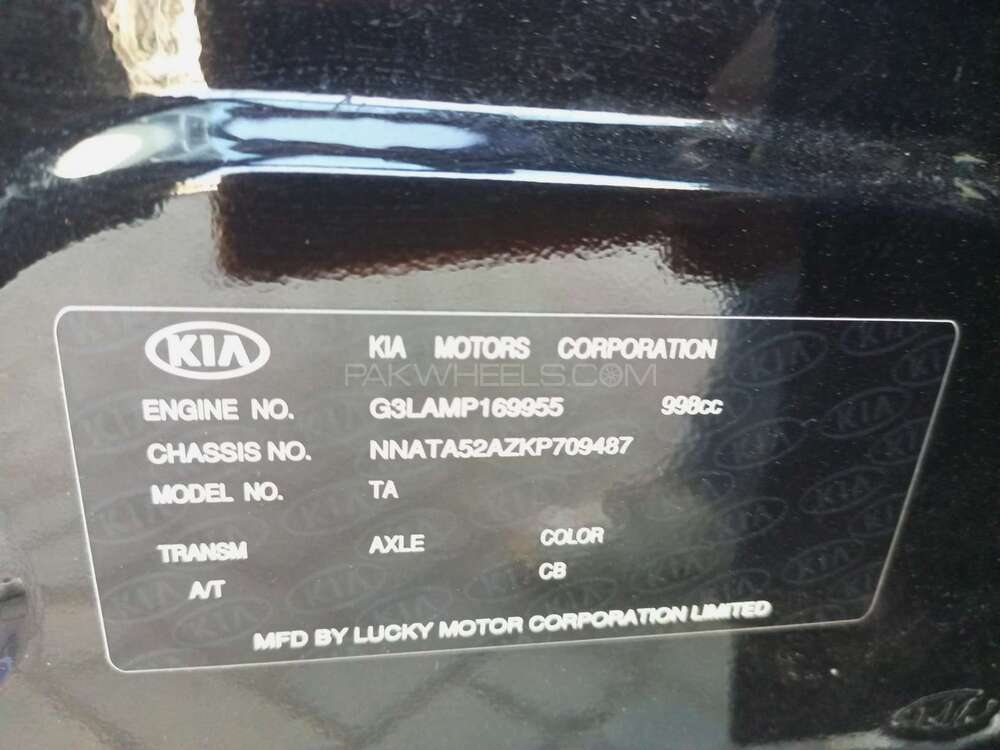 KIA KIA MOTORS CORPORATION
PAKWHEELS.COM
ENGINE NO. G3LAMP169955 998cc
CHASSIS NO. NNATA52AZKP709487
MODEL NO. TA
TRANSM AXLE COLOR
A/T CB
MFD BY LUCKY MOTOR CORPORATION LIMITED